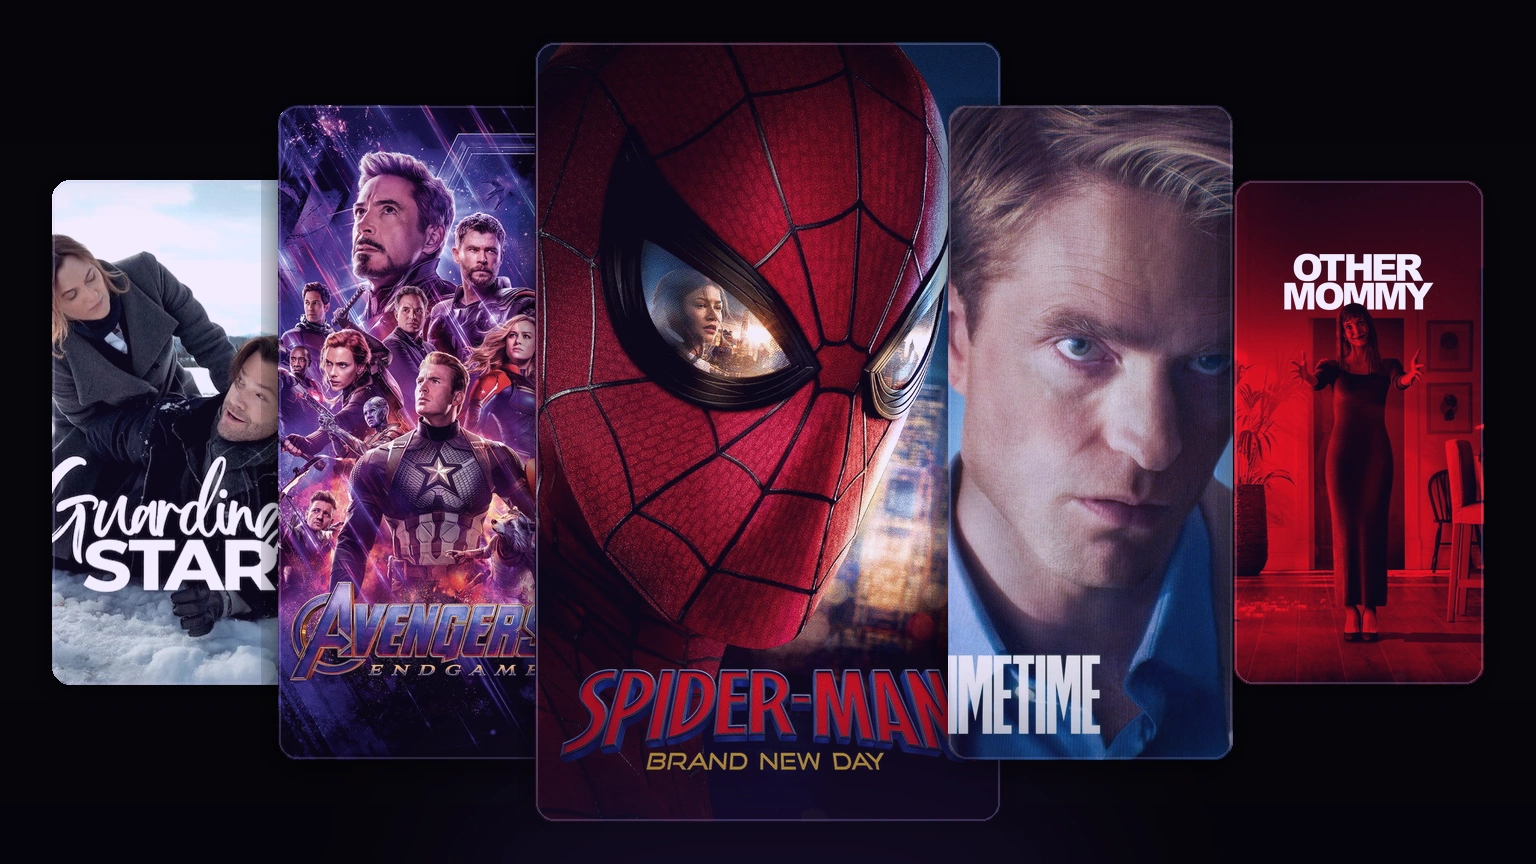 Guarding
STAR
AVENGERS
ENDGAME
SPIDER-MAN
BRAND NEW DAY
IMETIME
OTHER
MOMMY